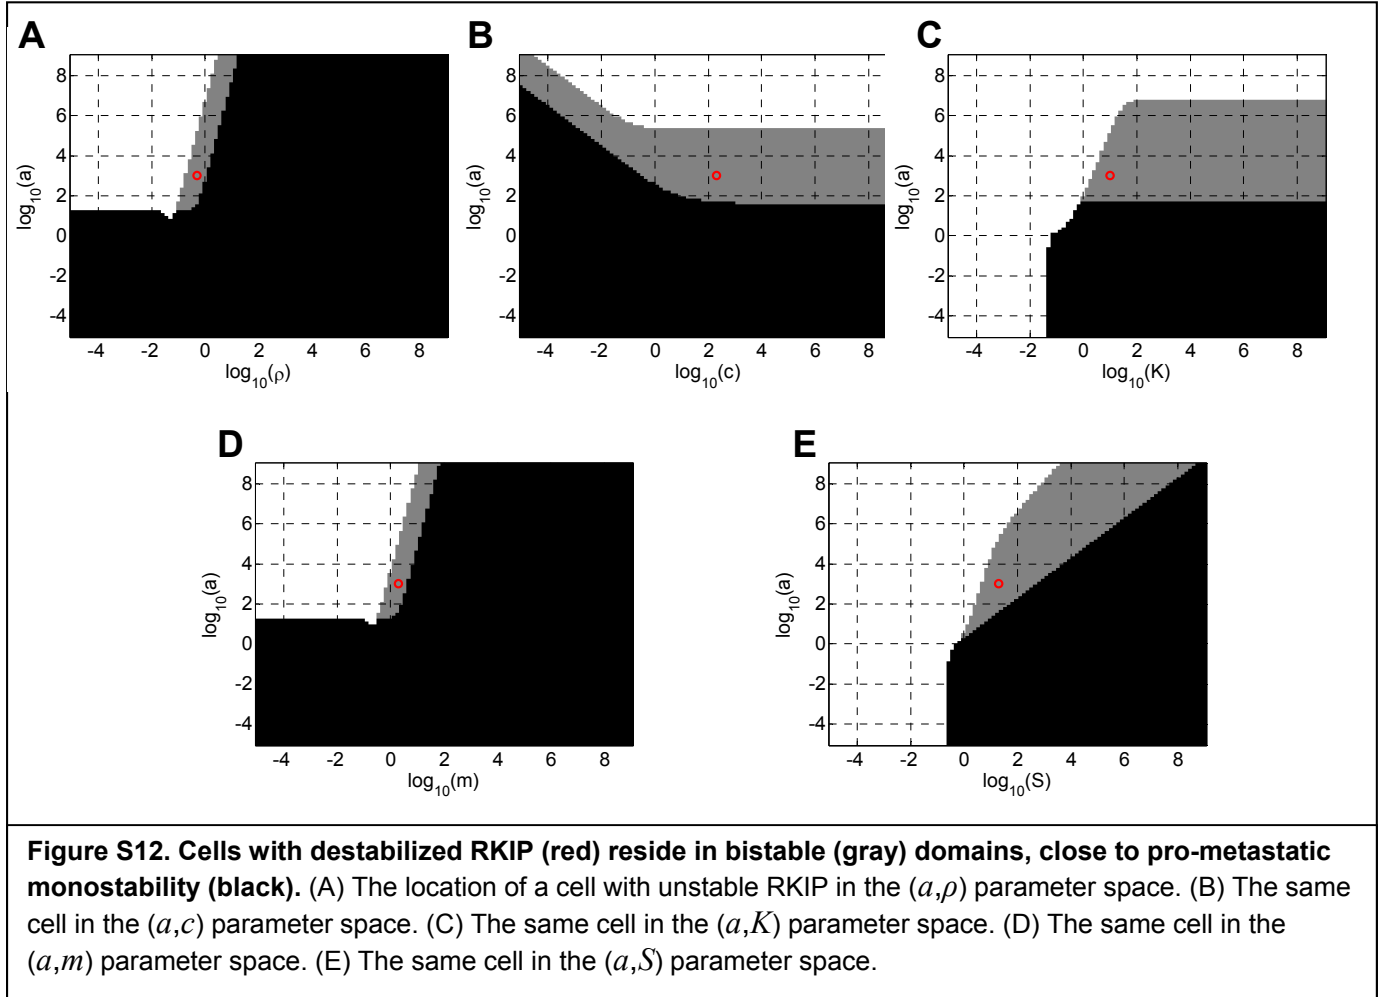 A
B
C
8
6
4
2
0
-2
-4
log10(a)
-4 -2 0 2 4 6 8
log10(ρ)
8
6
4
2
0
-2
-4
log10(a)
-4 -2 0 2 4 6 8
log10(c)
8
6
4
2
0
-2
-4
log10(a)
-4 -2 0 2 4 6 8
log10(K)
D
E
8
6
4
2
0
-2
-4
log10(a)
-4 -2 0 2 4 6 8
log10(m)
8
6
4
2
0
-2
-4
log10(a)
-4 -2 0 2 4 6 8
log10(S)
Figure S12. Cells with destabilized RKIP (red) reside in bistable (gray) domains, close to pro-metastatic
monostability (black). (A) The location of a cell with unstable RKIP in the (a,ρ) parameter space. (B) The same
cell in the (a,c) parameter space. (C) The same cell in the (a,K) parameter space. (D) The same cell in the
(a,m) parameter space. (E) The same cell in the (a,S) parameter space.